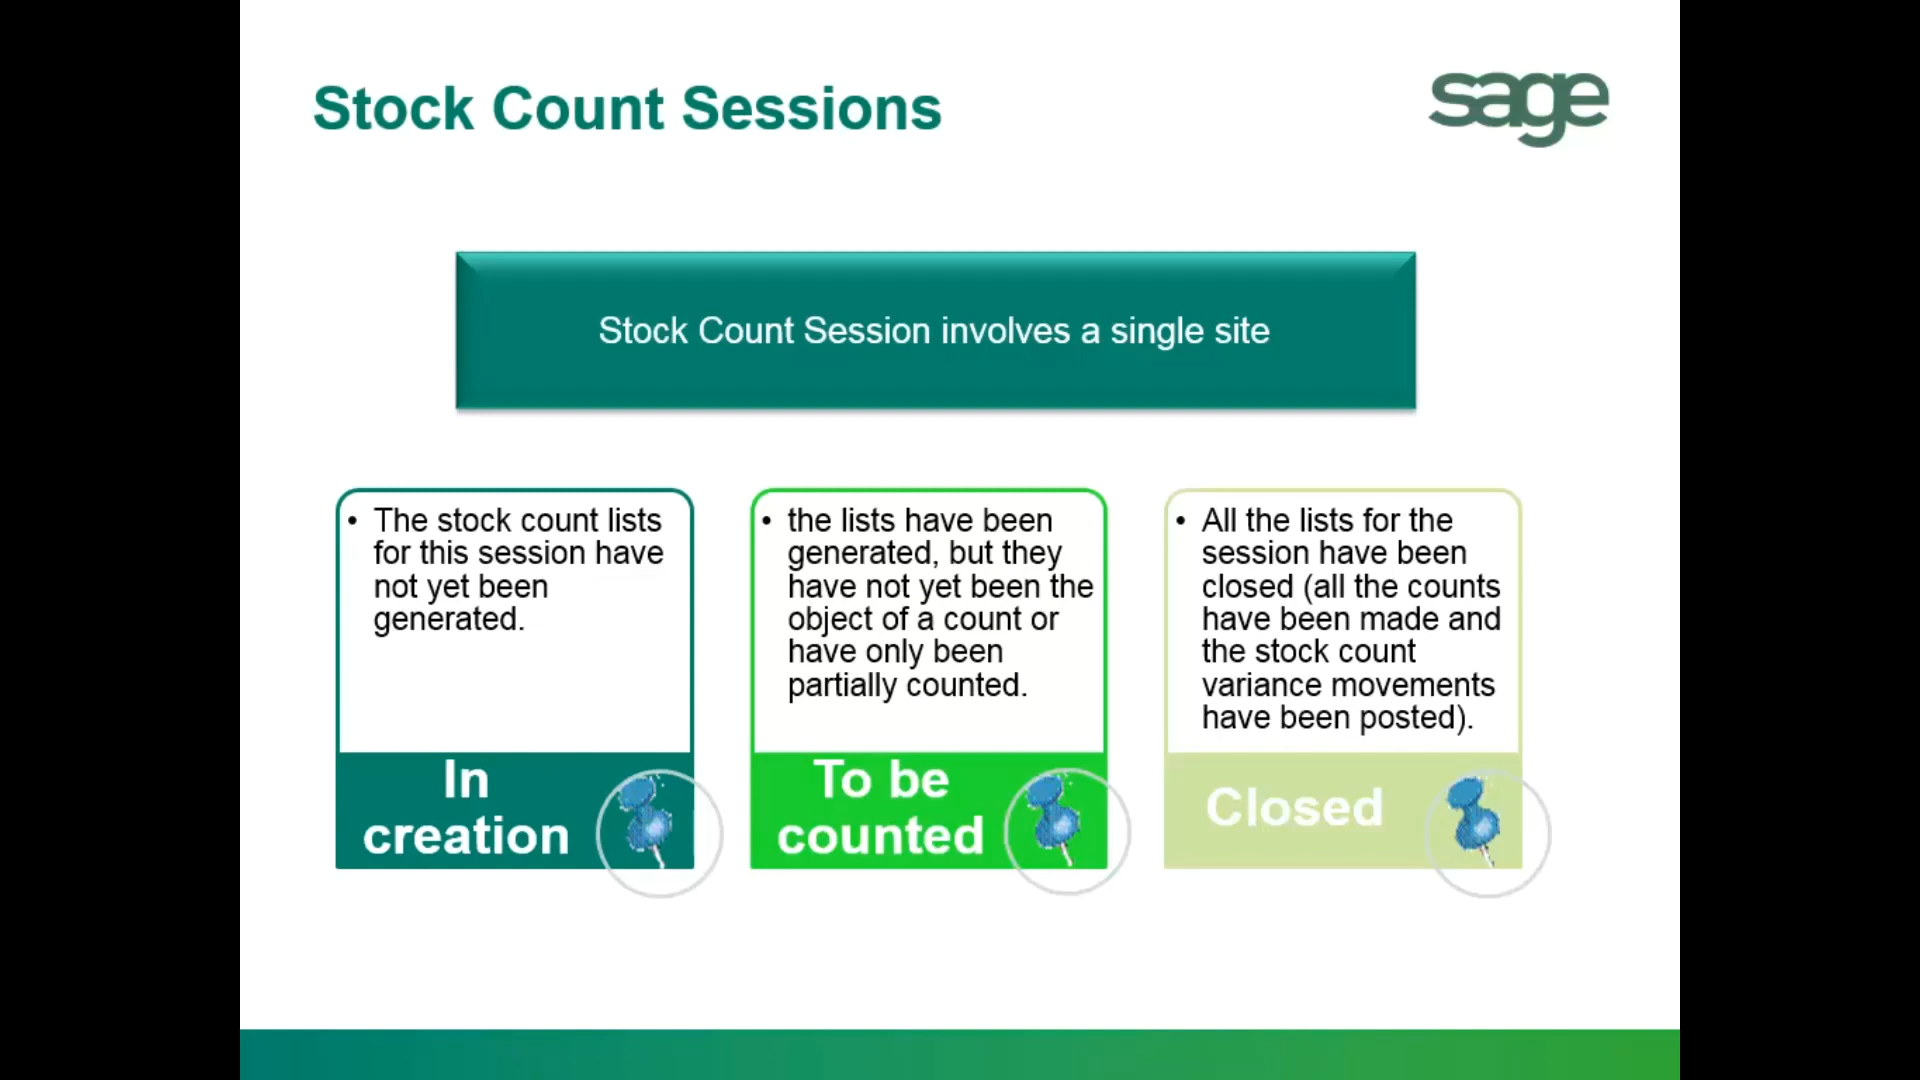 Stock Count Sessions
sage
Stock Count Session involves a single site
• The stock count lists
for this session have
not yet been
generated.
In
creation
• the lists have been
generated, but they
have not yet been the
object of a count or
have only been
partially counted.
To be
counted
• All the lists for the
session have been
closed (all the counts
have been made and
the stock count
variance movements
have been posted).
Closed